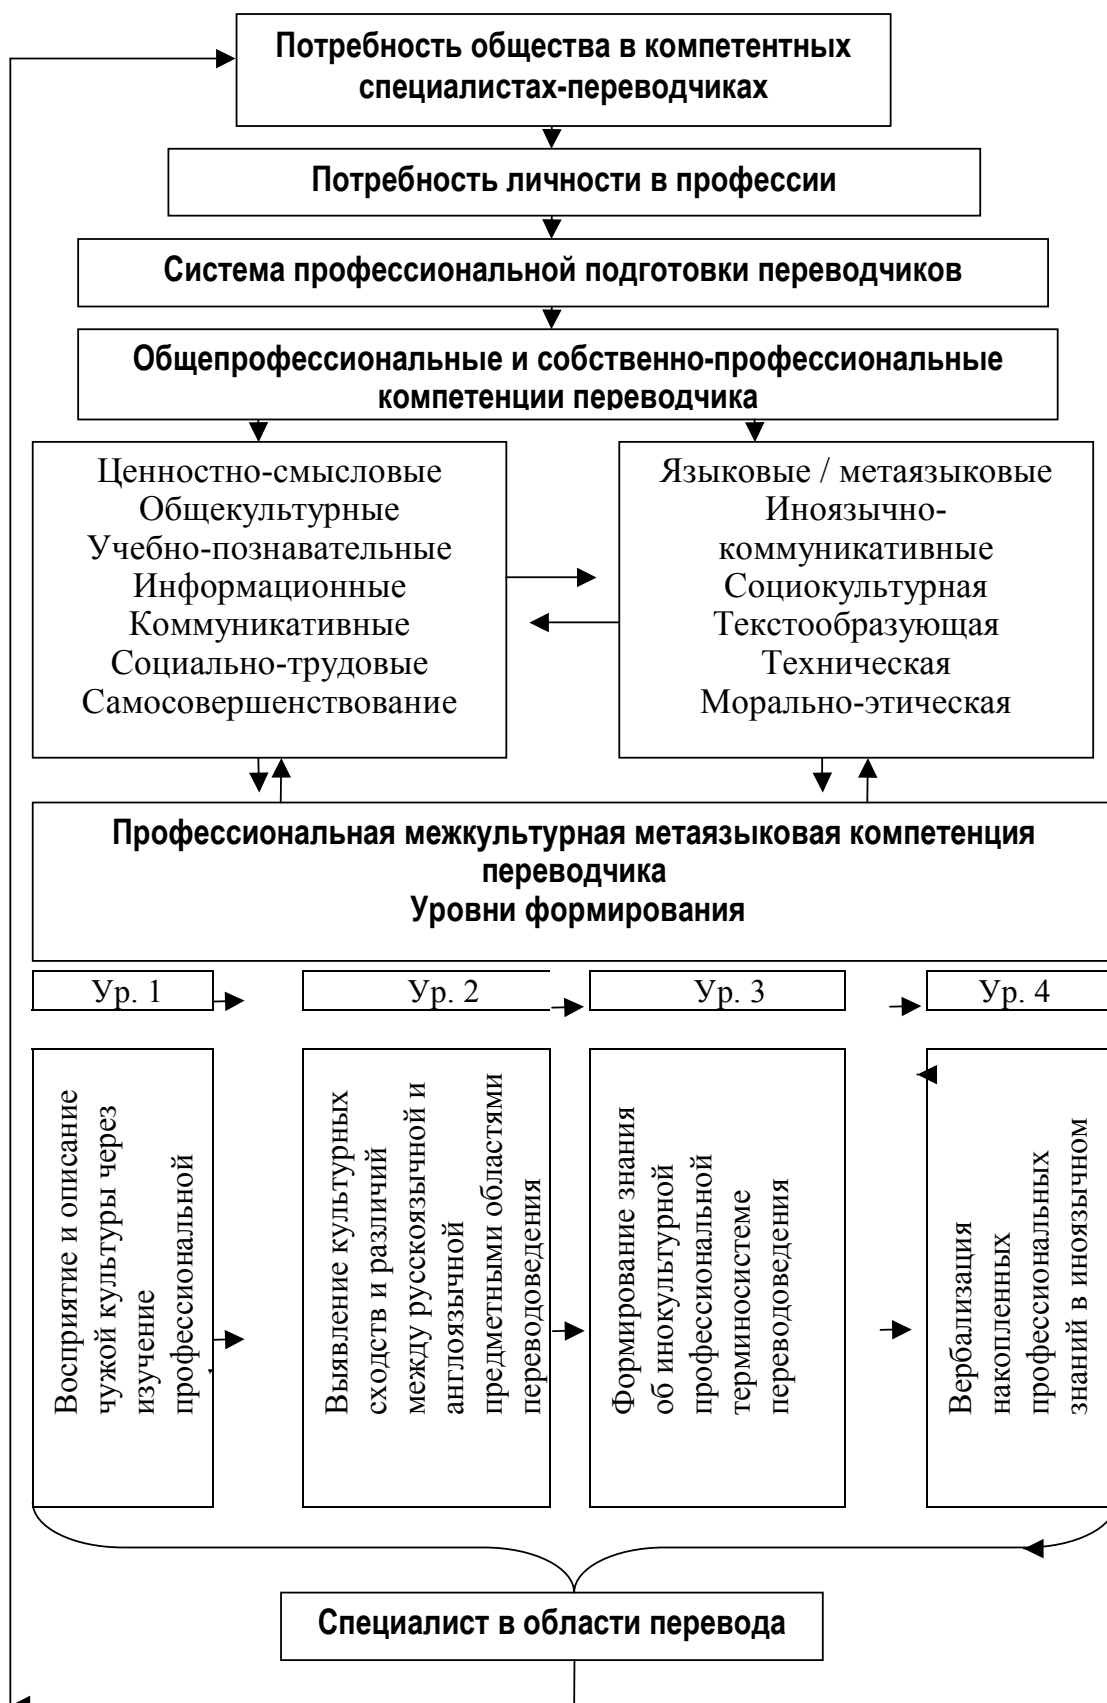 Потребность общества в компетентных
специалистах-переводчиках
Потребность личности в профессии
Система профессиональной подготовки переводчиков
Общепрофессиональные и собственно-профессиональные
компетенции переводчика
Ценностно-смысловые
Общекультурные
Учебно-познавательные
Информационные
Коммуникативные
Социально-трудовые
Самосовершенствование
Языковые / метаязыковые
Иноязычно-
коммуникативные
Социокультурная
Текстообразующая
Техническая
Морально-этическая
Профессиональная межкультурная метаязыковая компетенция
переводчика
Уровни формирования
Ур. 1
Ур. 2
Ур. 3
Ур. 4
Восприятие и описание
чужой культуры через
изучение
профессиональной
Выявление культурных
сходств и различий
между русскоязычной и
англоязычной
предметными областями
переводоведения
Формирование знания
об инокультурной
профессиональной
терминосистеме
переводоведения
Вербализация
накопленных
профессиональных
знаний в иноязычном
Специалист в области перевода